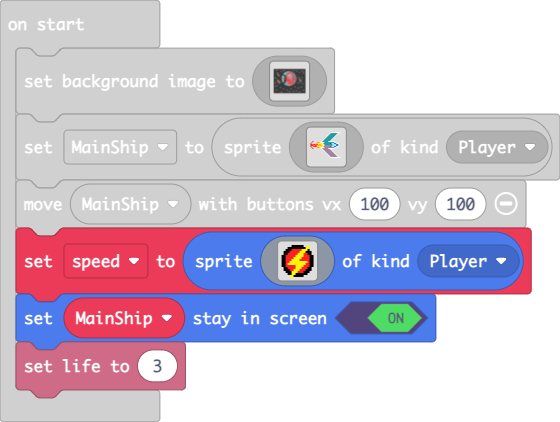 on start
set background image to
set MainShip to sprite of kind Player
move MainShip with buttons vx 100 vy 100
set speed to sprite of kind Player
set MainShip stay in screen ON
set life to 3